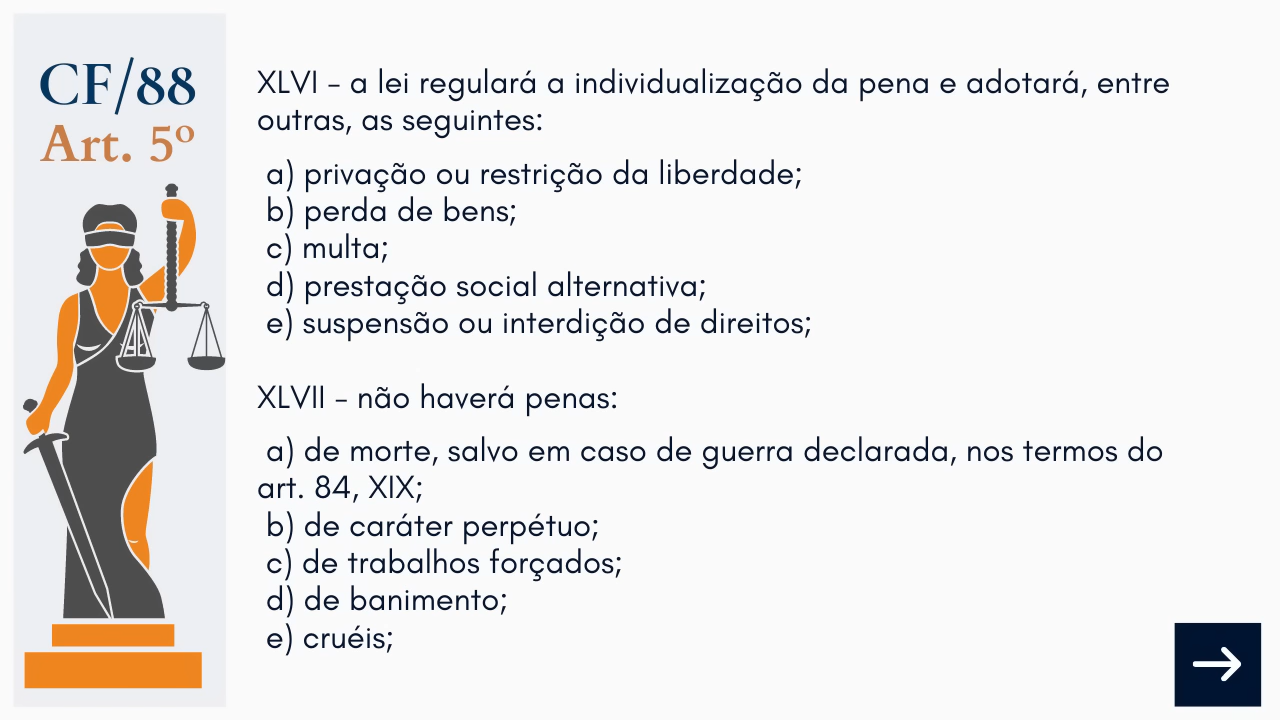 CF/88
Art. 5º
XLVI - a lei regulará a individualização da pena e adotará, entre
outras, as seguintes:
a) privação ou restrição da liberdade;
b) perda de bens;
c) multa;
d) prestação social alternativa;
e) suspensão ou interdição de direitos;
XLVII - não haverá penas:
a) de morte, salvo em caso de guerra declarada, nos termos do
art. 84, XIX;
b) de caráter perpétuo;
c) de trabalhos forçados;
d) de banimento;
e) cruéis;